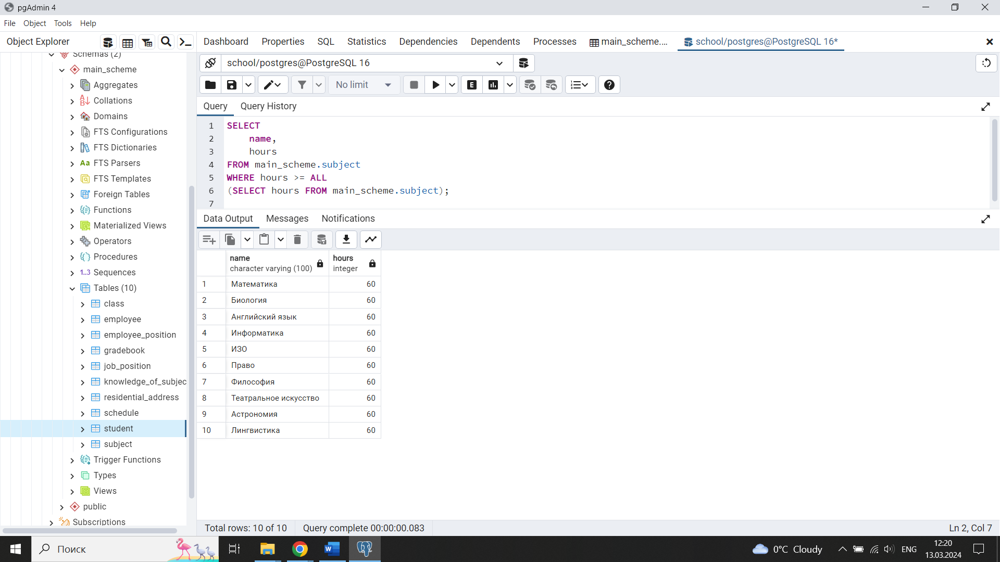 pgAdmin 4
File Object Tools Help
Object Explorer
Dashboard Properties SQL Statistics Dependencies Dependents Processes main_scheme.... school/postgres@PostgreSQL 16*
Schemas (2)
main_scheme
Aggregates
Collations
Domains
FTS Configurations
FTS Dictionaries
Aa FTS Parsers
FTS Templates
Foreign Tables
Functions
Materialized Views
Operators
Procedures
1..3 Sequences
Tables (10)
class
employee
employee_position
gradebook
job_position
knowledge_of_subjec
residential_address
schedule
student
subject
Trigger Functions
Types
Views
public
Subscriptions
school/postgres@PostgreSQL 16
No limit
E
Query Query History
1 SELECT
2 name,
3 hours
4 FROM main_scheme.subject
5 WHERE hours >= ALL
6 (SELECT hours FROM main_scheme.subject);
7
Data Output Messages Notifications
name hours
character varying (100) integer
1 Математика 60
2 Биология 60
3 Английский язык 60
4 Информатика 60
5 ИЗО 60
6 Право 60
7 Философия 60
8 Театральное искусство 60
9 Астрономия 60
10 Лингвистика 60
Total rows: 10 of 10 Query complete 00:00:00.083 Ln 2, Col 7
Поиск
W
0°C Cloudy
ENG
12:20
13.03.2024